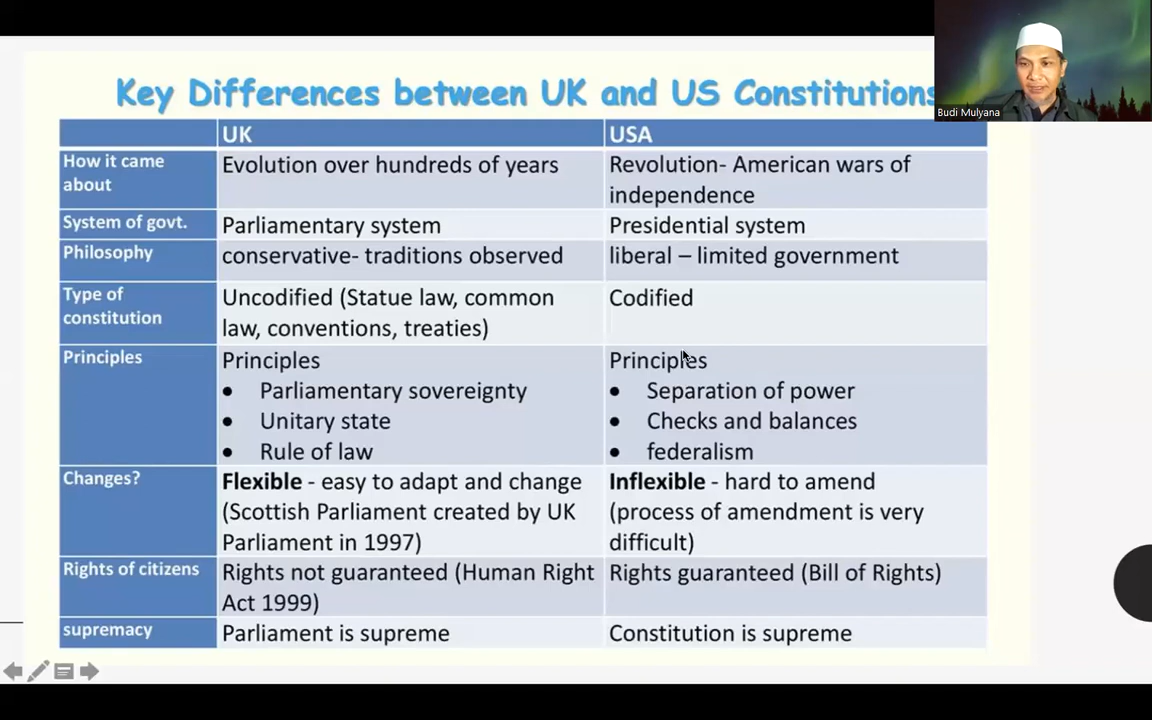 Key Differences between UK and US Constitutions
Budi Mulyana
UK
USA
How it came
about
Evolution over hundreds of years
Revolution- American wars of
independence
System of govt.
Parliamentary system
Presidential system
Philosophy
conservative- traditions observed
liberal – limited government
Type of
constitution
Uncodified (Statue law, common
law, conventions, treaties)
Codified
Principles
Principles
• Parliamentary sovereignty
• Unitary state
• Rule of law
Principles
• Separation of power
• Checks and balances
• federalism
Changes?
Flexible - easy to adapt and change
(Scottish Parliament created by UK
Parliament in 1997)
Inflexible - hard to amend
(process of amendment is very
difficult)
Rights of citizens
Rights not guaranteed (Human Right
Act 1999)
Rights guaranteed (Bill of Rights)
supremacy
Parliament is supreme
Constitution is supreme